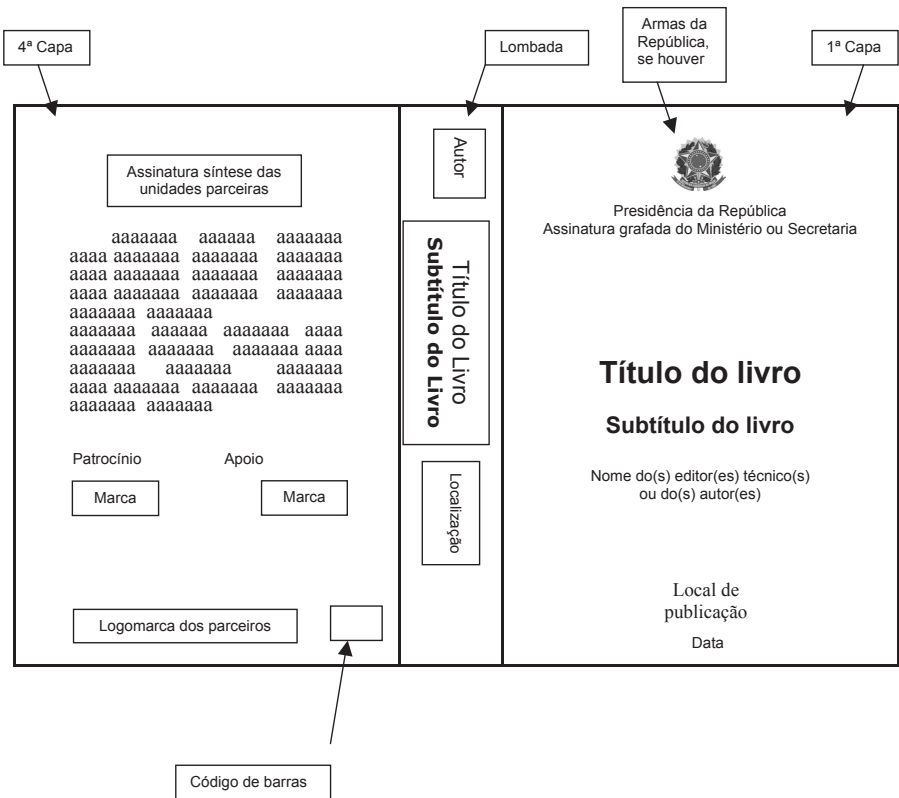 4ª Capa
Lombada
Armas da
República,
se houver
1ª Capa
Assinatura síntese das
unidades parceiras
aaaaaaa aaaaaa aaaaaaa
aaaa aaaaaaa aaaaaaa aaaaaaa
aaaa aaaaaaa aaaaaaa aaaaaaa
aaaa aaaaaaa aaaaaaa aaaaaaa
aaaaaaa aaaaaaa
aaaaaaa aaaaaa aaaaaaa aaaa
aaaaaaa aaaaaaa aaaaaaa aaaa
aaaaaaa aaaaaaa aaaaaaa
aaaa aaaaaaa aaaaaaa aaaaaaa
aaaaaaa aaaaaaa
Patrocínio
Apoio
Marca
Marca
Logomarca dos parceiros
Código de barras
Autor
Título do Livro
Subtítulo do Livro
Localização
Presidência da República
Assinatura grafada do Ministério ou Secretaria
Título do livro
Subtítulo do livro
Nome do(s) editor(es) técnico(s)
ou do(s) autor(es)
Local de
publicação
Data